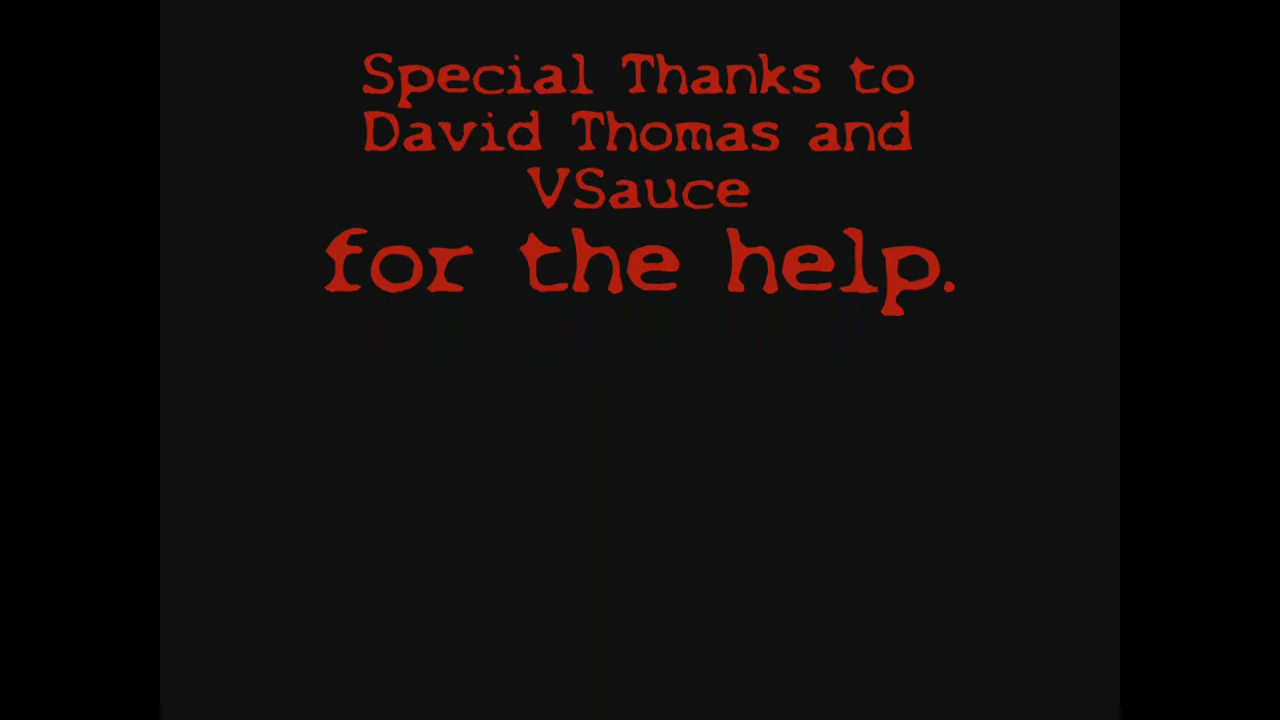 Special Thanks to
David Thomas and
VSauce
for the help.